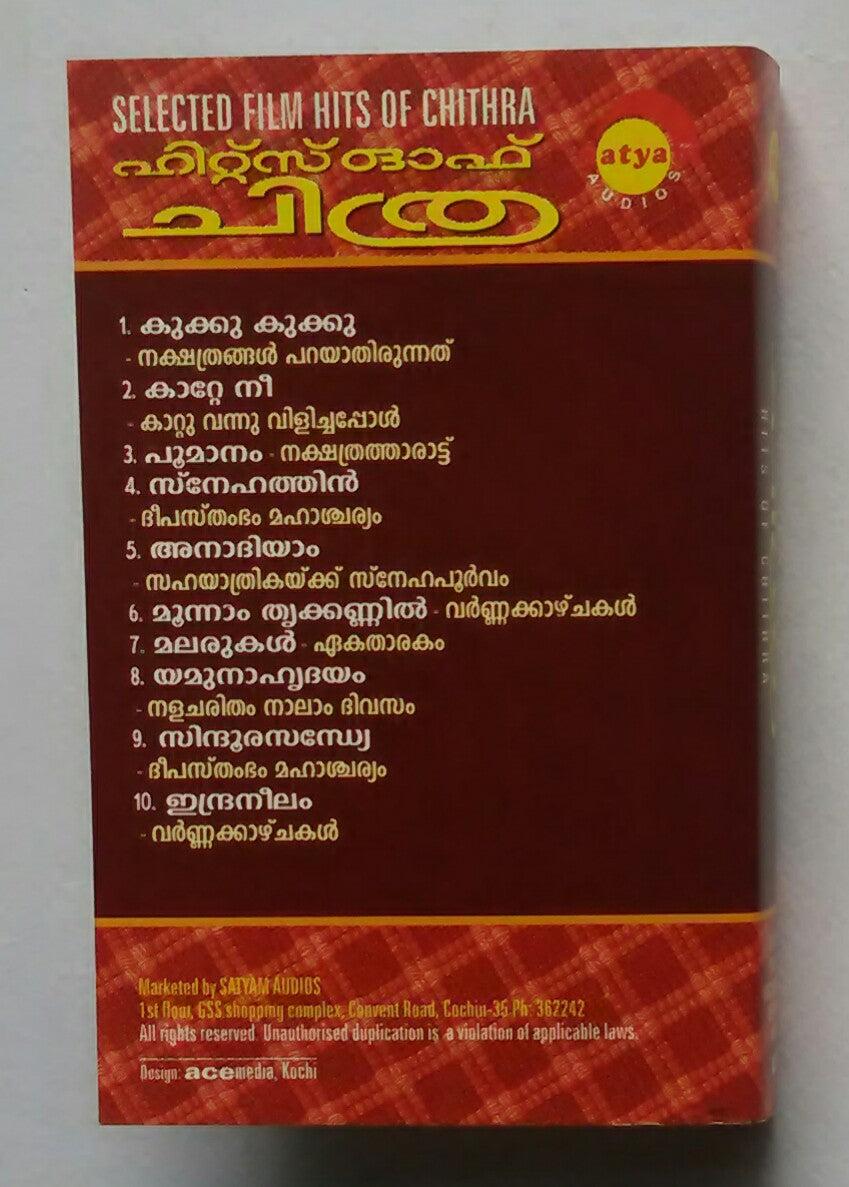 SELECTED FILM HITS OF CHITHRA
ഹിറ്റ്സ് ഓഫ്
ചിത്ര
atya
AUDIOS
1. കുക്കു കുക്കു
- നക്ഷത്രങ്ങൾ പറയാതിരുന്നത്
2. കാറ്റേ നീ
- കാറ്റു വന്നു വിളിച്ചപ്പോൾ
3. പൂമാനം - നക്ഷത്രത്താരാട്ട്
4. സ്നേഹത്തിൻ
- ദീപസ്തംഭം മഹാശ്ചര്യം
5. അനാദിയാം
- സഹയാത്രികയ്ക്ക് സ്നേഹപൂർവം
6. മൂന്നാം തൃക്കണ്ണിൽ - വർണ്ണക്കാഴ്ചകൾ
7. മലരുകൾ - ഏകതാരകം
8. യമുനാഹൃദയം
- നളചരിതം നാലാം ദിവസം
9. സിന്ദൂരസന്ധ്യേ
- ദീപസ്തംഭം മഹാശ്ചര്യം
10. ഇന്ദ്രനീലം
- വർണ്ണക്കാഴ്ചകൾ
Marketed by SATYAM AUDIOS
1st floor, GSS shopping complex, Convent Road, Cochin-35.Ph: 362242
All rights reserved. Unauthorised duplication is a violation of applicable laws.
Design: acemedia, Kochi
HITS OF CHITHRA